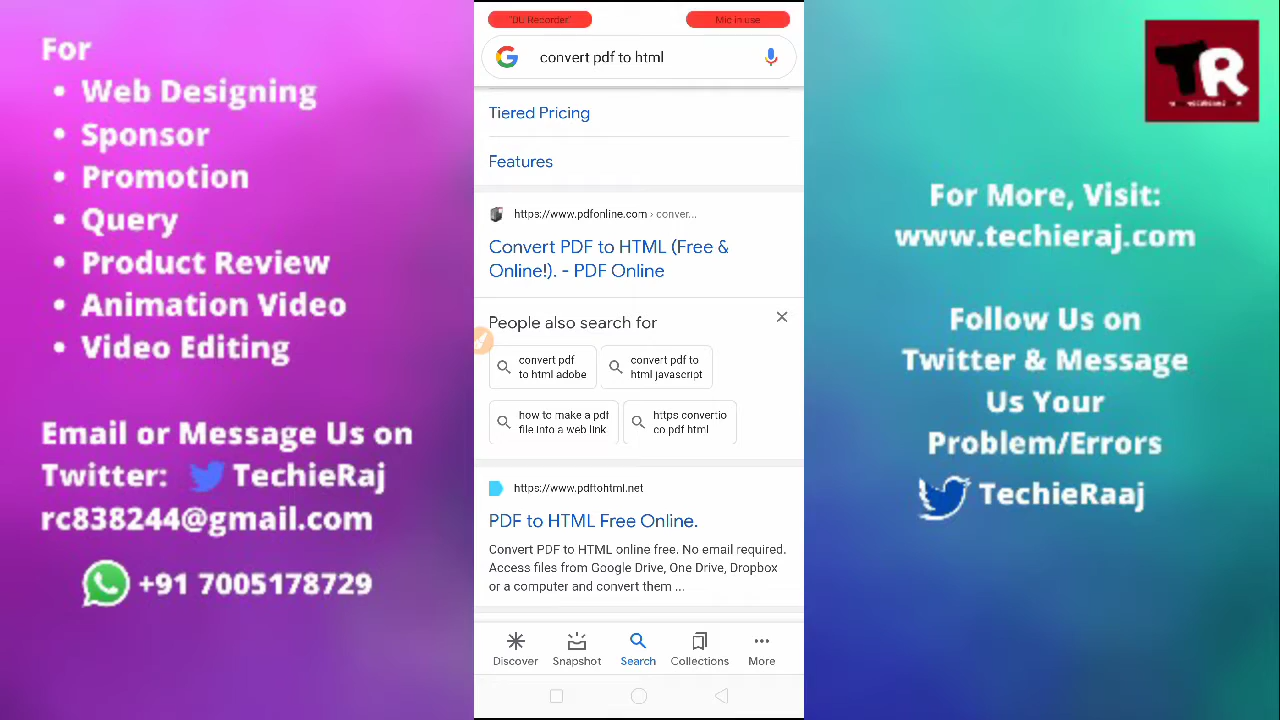 For
• Web Designing
• Sponsor
• Promotion
• Query
• Product Review
• Animation Video
• Video Editing
Email or Message Us on
Twitter: TechieRaj
rc838244@gmail.com
+91 7005178729
"DU Recorder"
Mic in use
convert pdf to html
Tiered Pricing
Features
https://www.pdfonline.com › conver...
Convert PDF to HTML (Free &
Online!). - PDF Online
People also search for
convert pdf
to html adobe
convert pdf to
html javascript
how to make a pdf
file into a web link
https convertio
co pdf html
https://www.pdftohtml.net
PDF to HTML Free Online.
Convert PDF to HTML online free. No email required.
Access files from Google Drive, One Drive, Dropbox
or a computer and convert them ...
Discover
Snapshot
Search
Collections
More
TR
For More, Visit:
www.techieraj.com
Follow Us on
Twitter & Message
Us Your
Problem/Errors
TechieRaaj